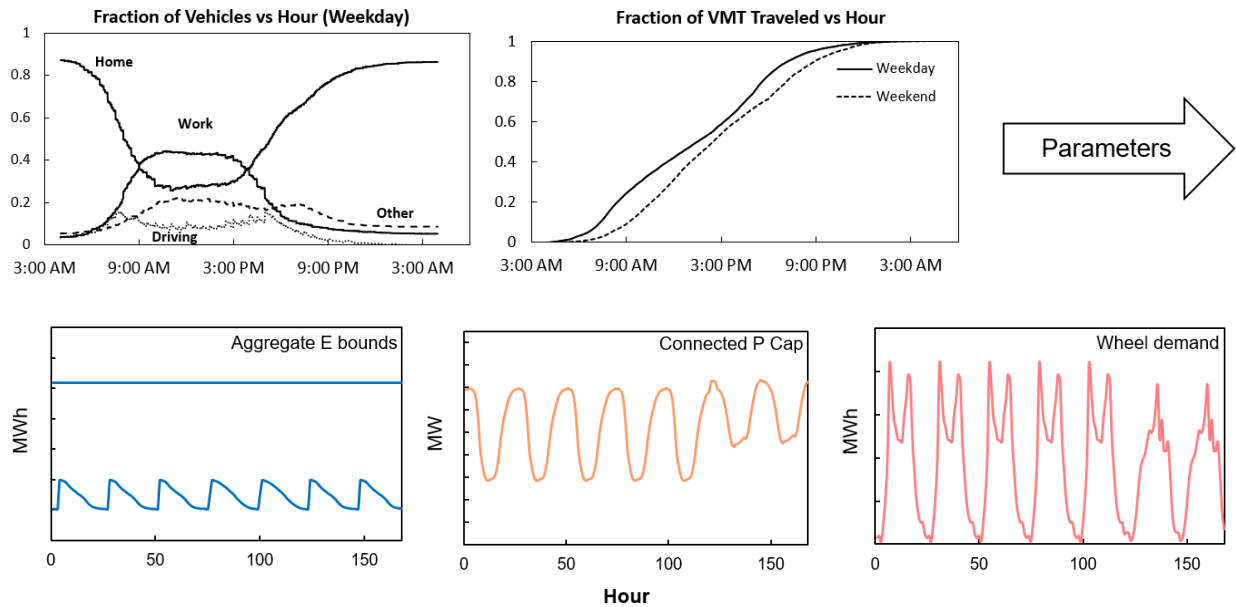 Fraction of Vehicles vs Hour (Weekday)
1
0.8
0.6
0.4
0.2
0
Home
Work
Other
Driving
3:00 AM 9:00 AM 3:00 PM 9:00 PM 3:00 AM
Fraction of VMT Traveled vs Hour
1
0.8
0.6
0.4
0.2
0
Weekday
Weekend
3:00 AM 9:00 AM 3:00 PM 9:00 PM 3:00 AM
Parameters
Aggregate E bounds
MWh
0 50 100 150
Connected P Cap
MW
0 50 100 150
Wheel demand
MWh
0 50 100 150
Hour